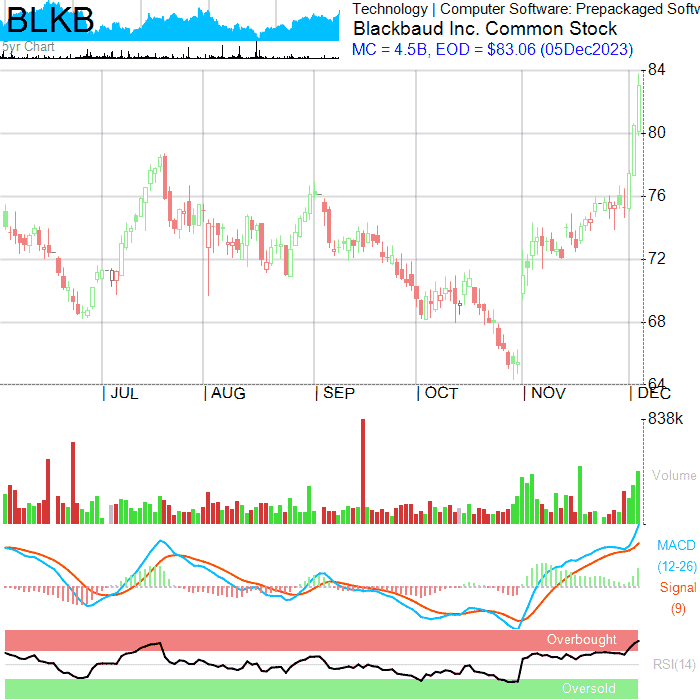 BLKB
5yr Chart
Technology | Computer Software: Prepackaged Softw
Blackbaud Inc. Common Stock
MC = 4.5B, EOD = $83.06 (05Dec2023)
84
80
76
72
68
64
| JUL | AUG | SEP | OCT | NOV | DEC
838k
Volume
MACD
(12-26)
Signal
(9)
Overbought
RSI(14)
Oversold